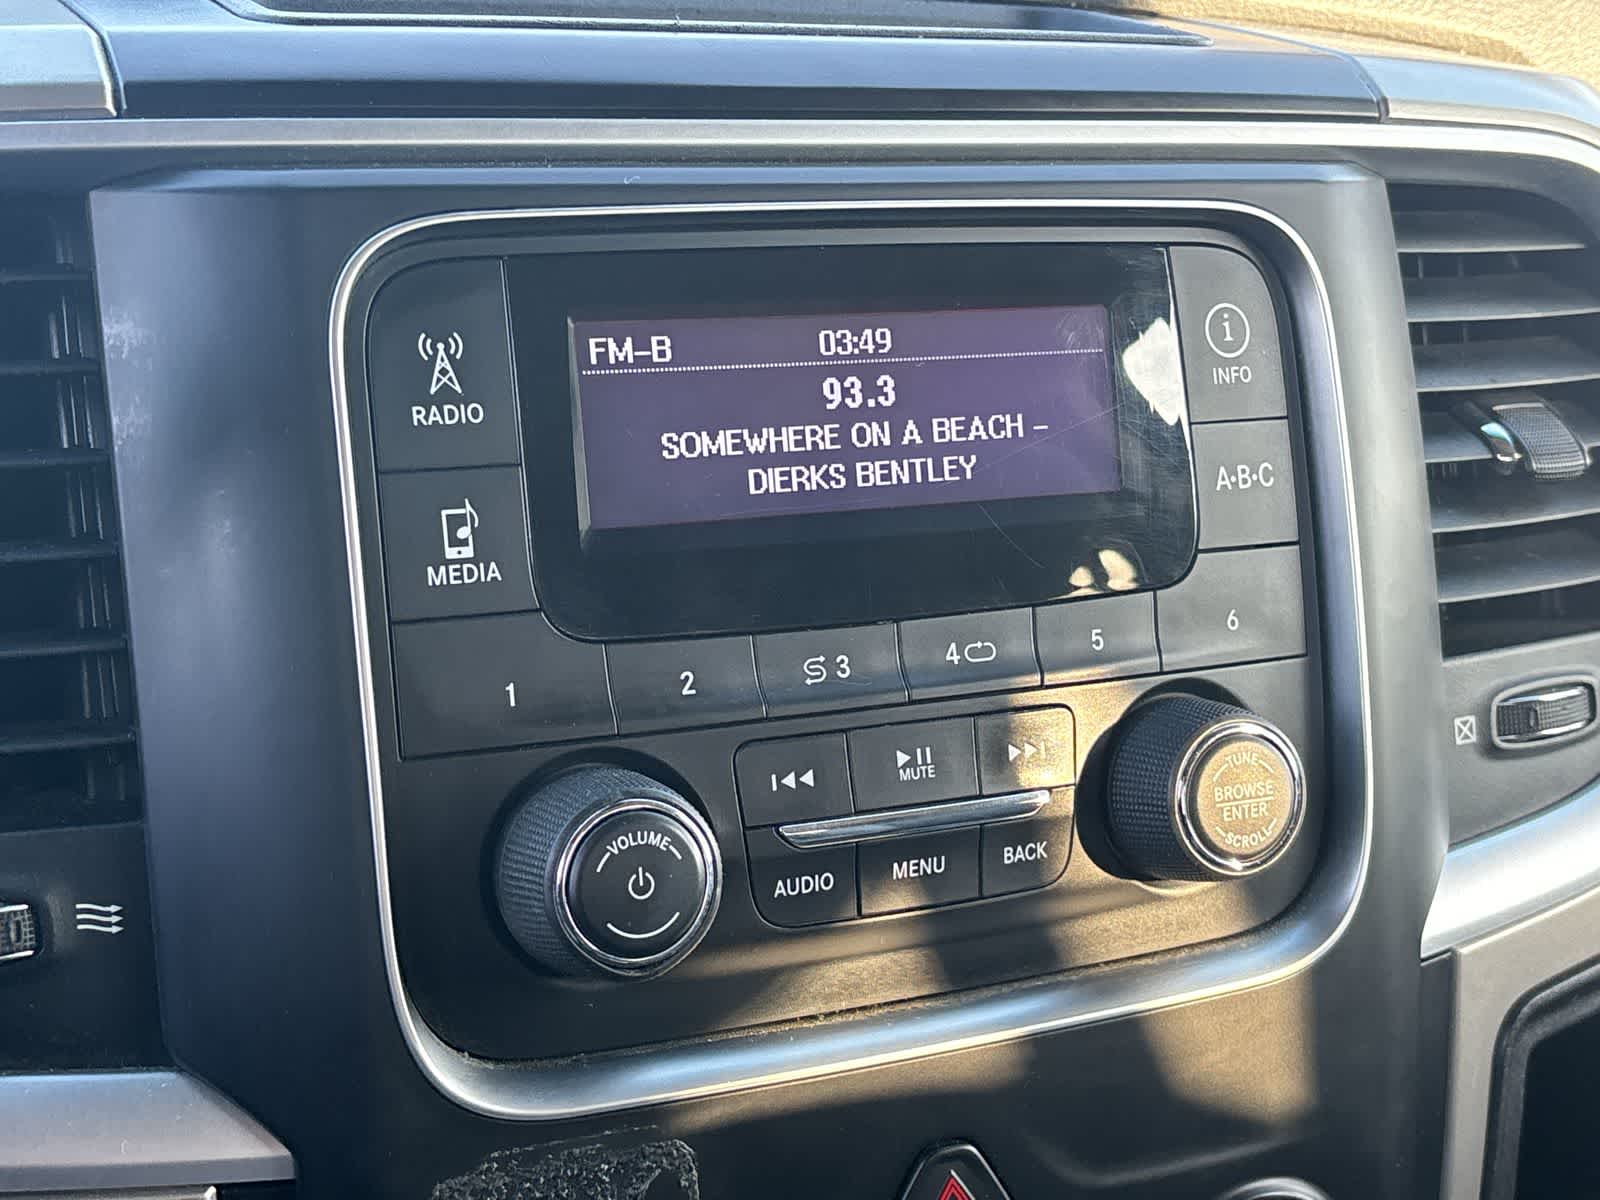 FM-B 03:49
93.3
SOMEWHERE ON A BEACH -
DIERKS BENTLEY
RADIO
MEDIA
i
INFO
A·B·C
1 2 3 4 5 6
MUTE
AUDIO MENU BACK
VOLUME
TUNE
BROWSE
ENTER
SCROLL